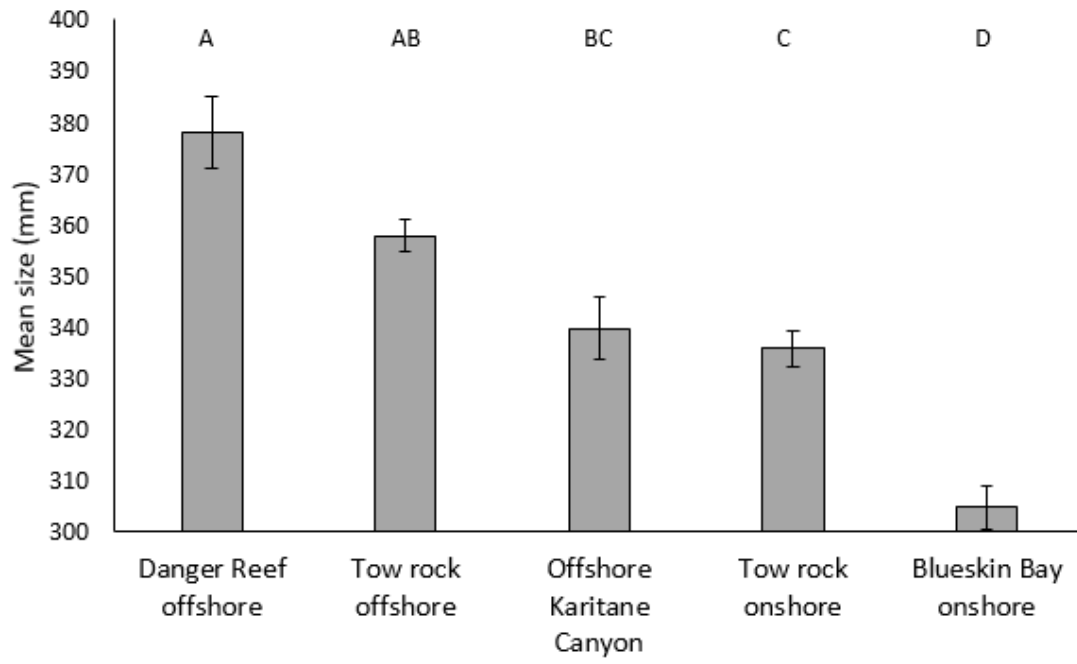 400
390
380
370
360
350
340
330
320
310
300
Mean size (mm)
A
AB
BC
C
D
Danger Reef
offshore
Tow rock
offshore
Offshore
Karitane
Canyon
Tow rock
onshore
Blueskin Bay
onshore